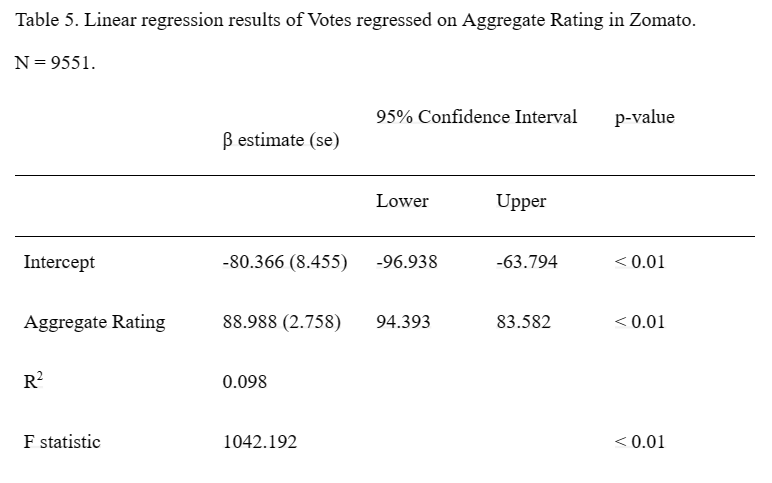 Table 5. Linear regression results of Votes regressed on Aggregate Rating in Zomato.
N = 9551.
β estimate (se) 95% Confidence Interval p-value
Lower Upper
Intercept -80.366 (8.455) -96.938 -63.794 < 0.01
Aggregate Rating 88.988 (2.758) 94.393 83.582 < 0.01
R² 0.098
F statistic 1042.192 < 0.01